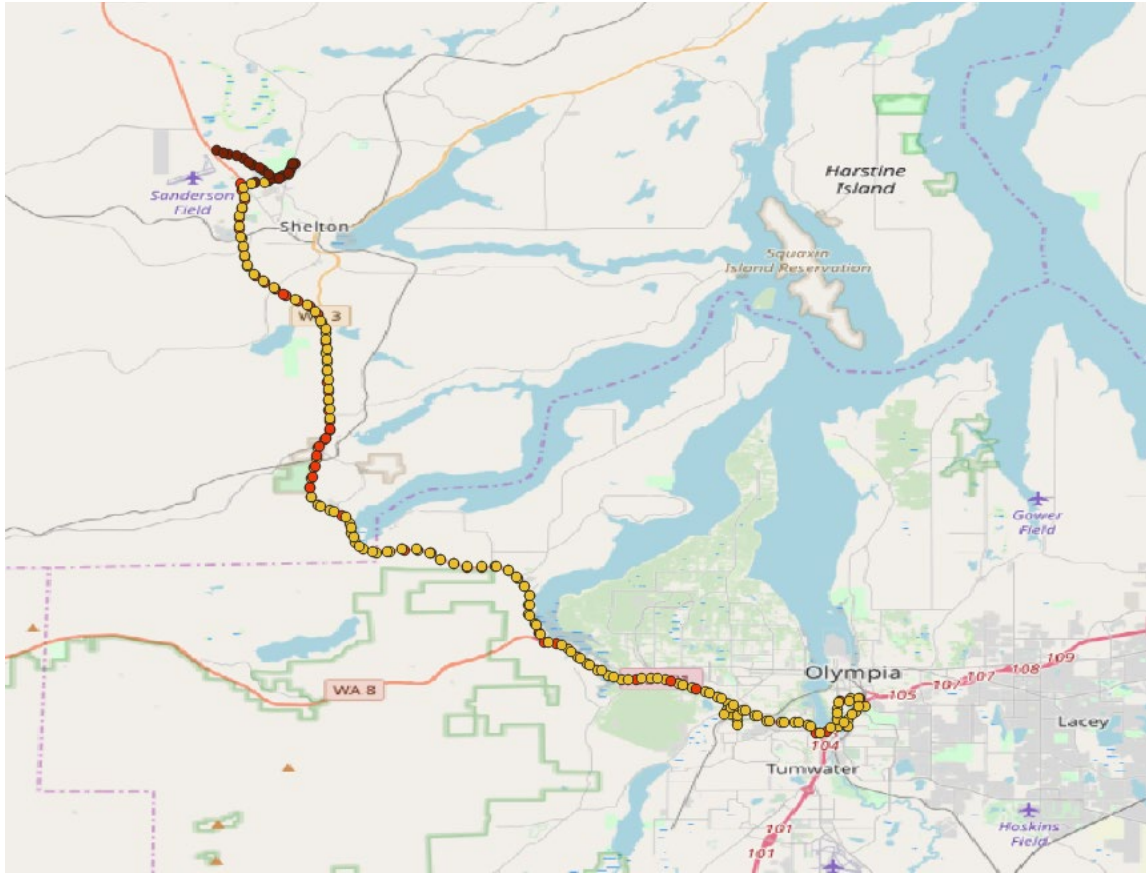 Harstine
Island
Sanderson
Field
Shelton
Squaxin
Island Reservation
WA 3
Gower
Field
WA 8
Olympia
105
107
107
108
109
Lacey
104
Tumwater
101
101
Hoskins
Field